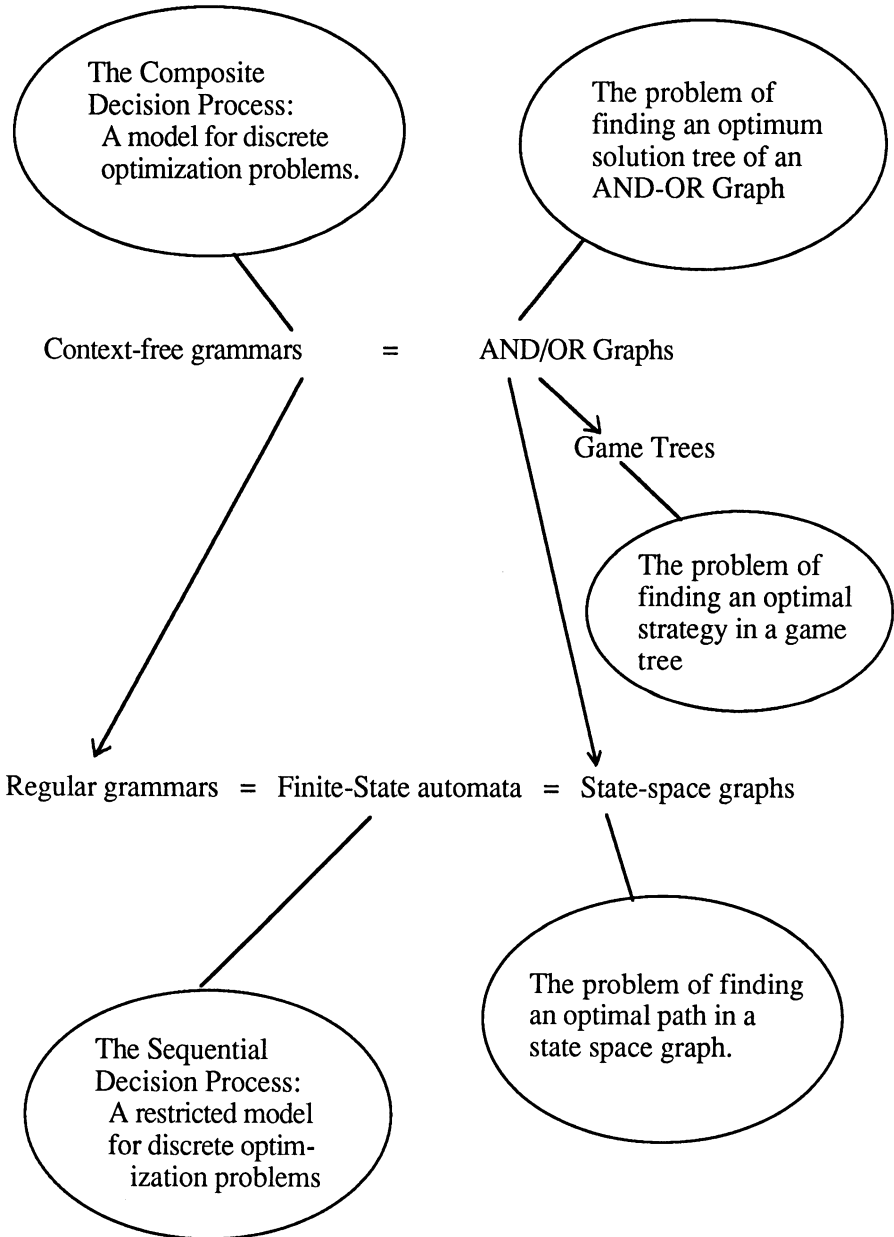 The Composite
Decision Process:
A model for discrete
optimization problems.
The problem of
finding an optimum
solution tree of an
AND-OR Graph
Context-free grammars = AND/OR Graphs
Game Trees
The problem of
finding an optimal
strategy in a game
tree
Regular grammars = Finite-State automata = State-space graphs
The problem of finding
an optimal path in a
state space graph.
The Sequential
Decision Process:
A restricted model
for discrete optim-
ization problems